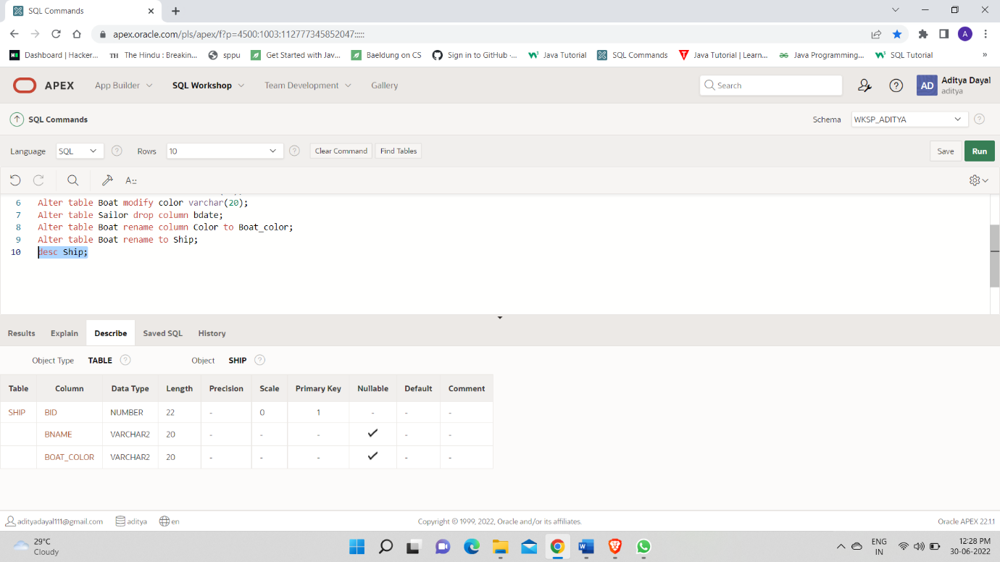 SQL Commands
apex.oracle.com/pls/apex/f?p=4500:1003:112777345852047:::::
A
Dashboard | Hacker... TH The Hindu : Breakin... sppu Get Started with Jav... Baeldung on CS Sign in to GitHub ·... Java Tutorial SQL Commands Java Tutorial | Learn... Java Programming... SQL Tutorial »
APEX App Builder SQL Workshop Team Development Gallery Search AD Aditya Dayal
aditya
SQL Commands Schema WKSP_ADITYA
Language SQL Rows 10 Clear Command Find Tables Save Run
6 Alter table Boat modify color varchar(20);
7 Alter table Sailor drop column bdate;
8 Alter table Boat rename column Color to Boat_color;
9 Alter table Boat rename to Ship;
10 desc Ship;
Results Explain Describe Saved SQL History
Object Type TABLE Object SHIP
Table Column Data Type Length Precision Scale Primary Key Nullable Default Comment
SHIP BID NUMBER 22 - 0 1 - - -
BNAME VARCHAR2 20 - - - ✓ - -
BOAT_COLOR VARCHAR2 20 - - - ✓ - -
adityadayal111@gmail.com aditya en Copyright © 1999, 2022, Oracle and/or its affiliates. Oracle APEX 22.1.1
29°C
Cloudy
ENG
IN
12:28 PM
30-06-2022